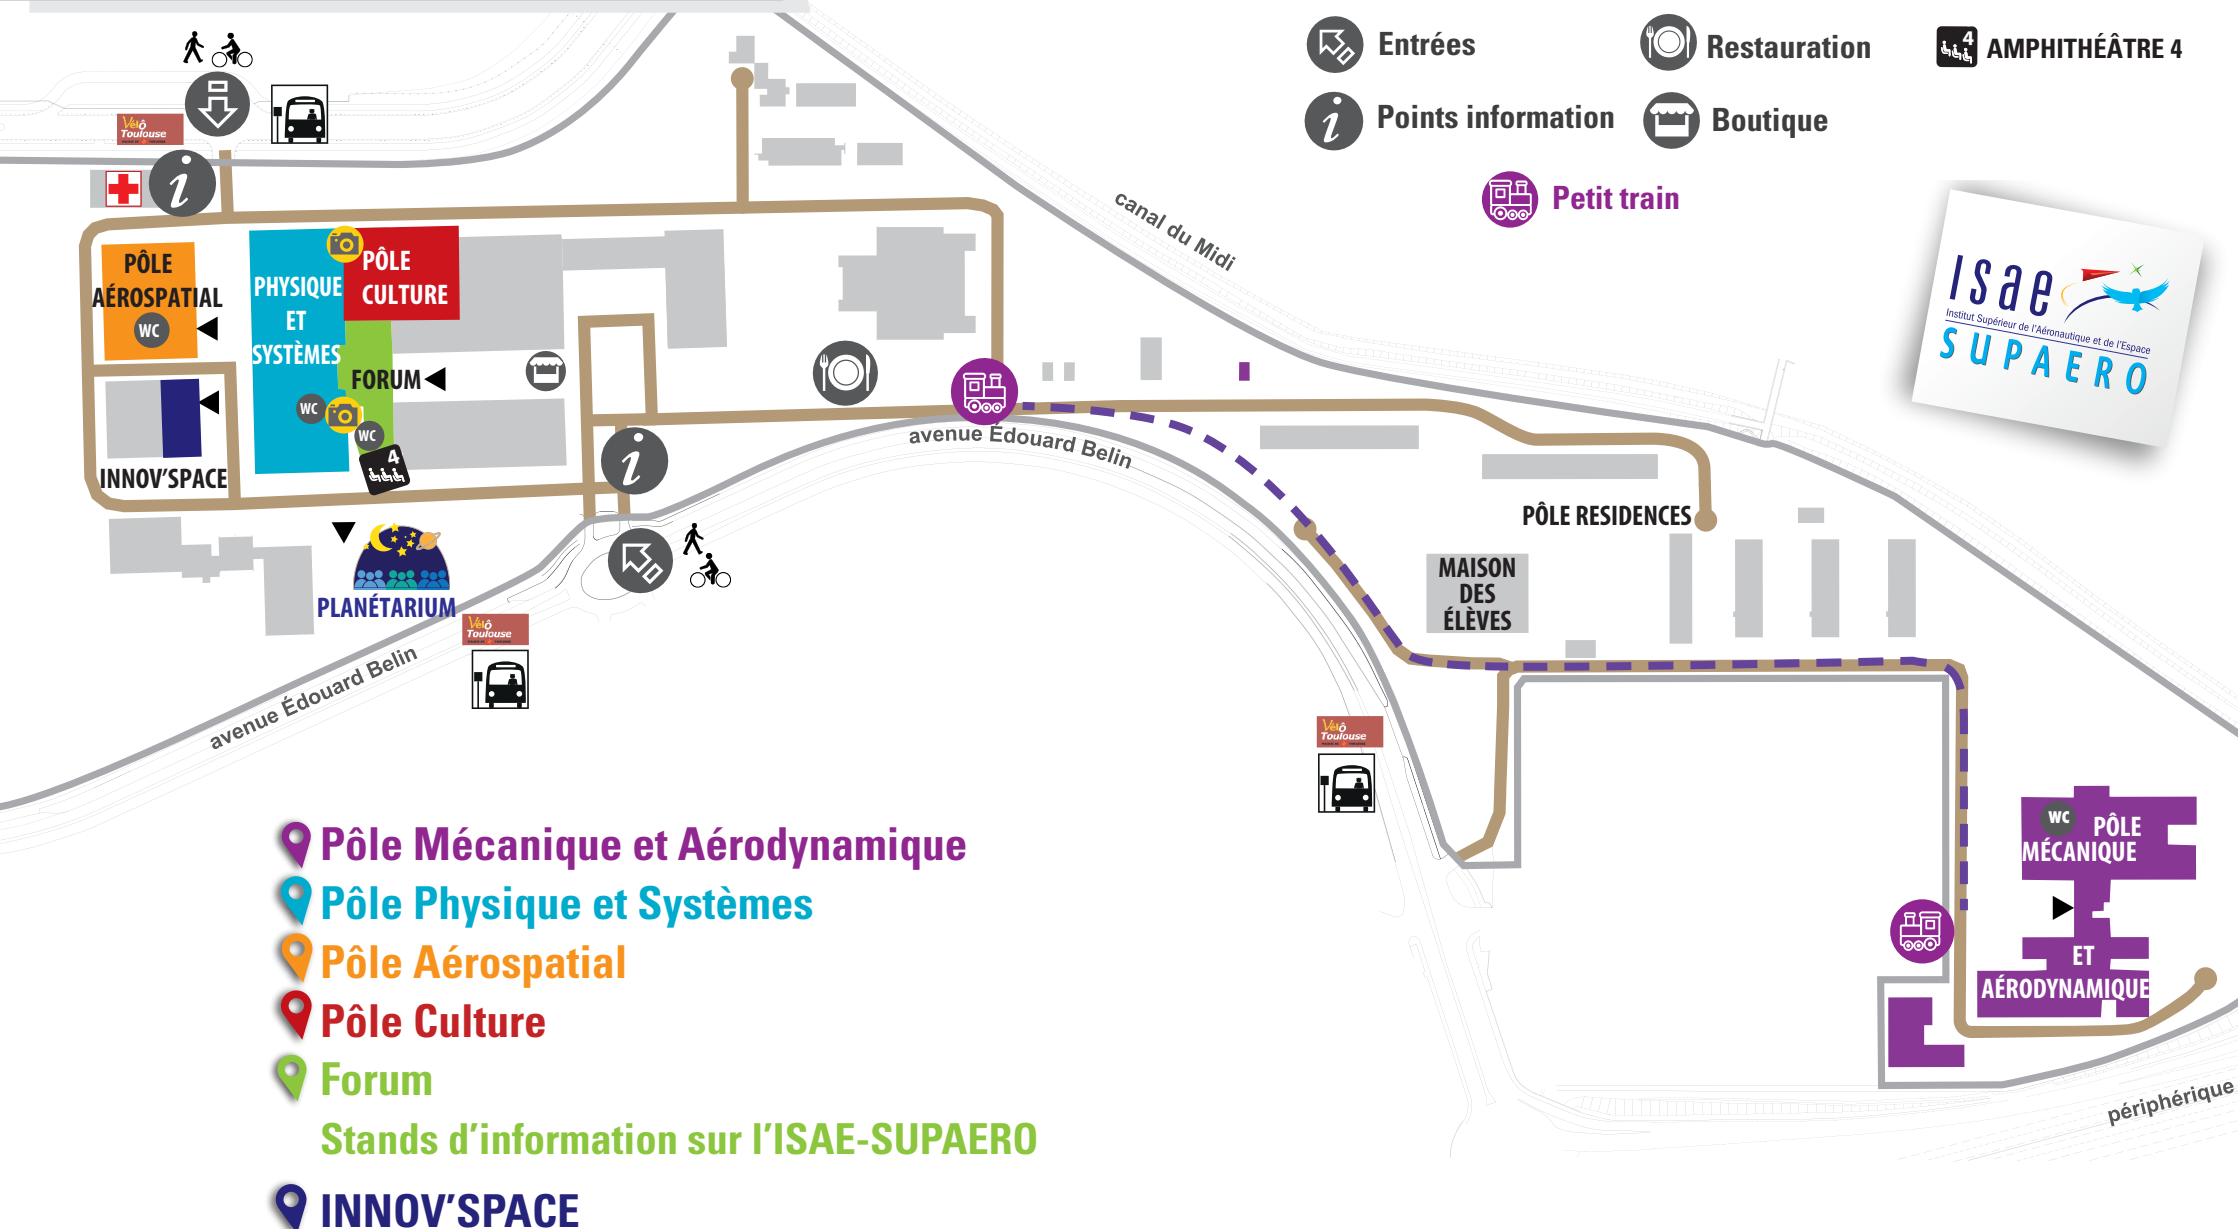 Entrées
Restauration
4
AMPHITHÉÂTRE 4
Points information
Boutique
Petit train
Vélô
Toulouse
i
canal du Midi
isae
Institut Supérieur de l'Aéronautique et de l'Espace
SUPAERO
PÔLE
AÉROSPATIAL
WC
PHYSIQUE
ET
SYSTÈMES
PÔLE
CULTURE
FORUM
WC
WC
4
INNOV'SPACE
i
avenue Édouard Belin
PÔLE RESIDENCES
MAISON
DES
ÉLÈVES
PLANÉTARIUM
Vélô
Toulouse
avenue Édouard Belin
Vélô
Toulouse
WC
PÔLE
MÉCANIQUE
ET
AÉRODYNAMIQUE
périphérique
Pôle Mécanique et Aérodynamique
Pôle Physique et Systèmes
Pôle Aérospatial
Pôle Culture
Forum
Stands d'information sur l'ISAE-SUPAERO
INNOV'SPACE